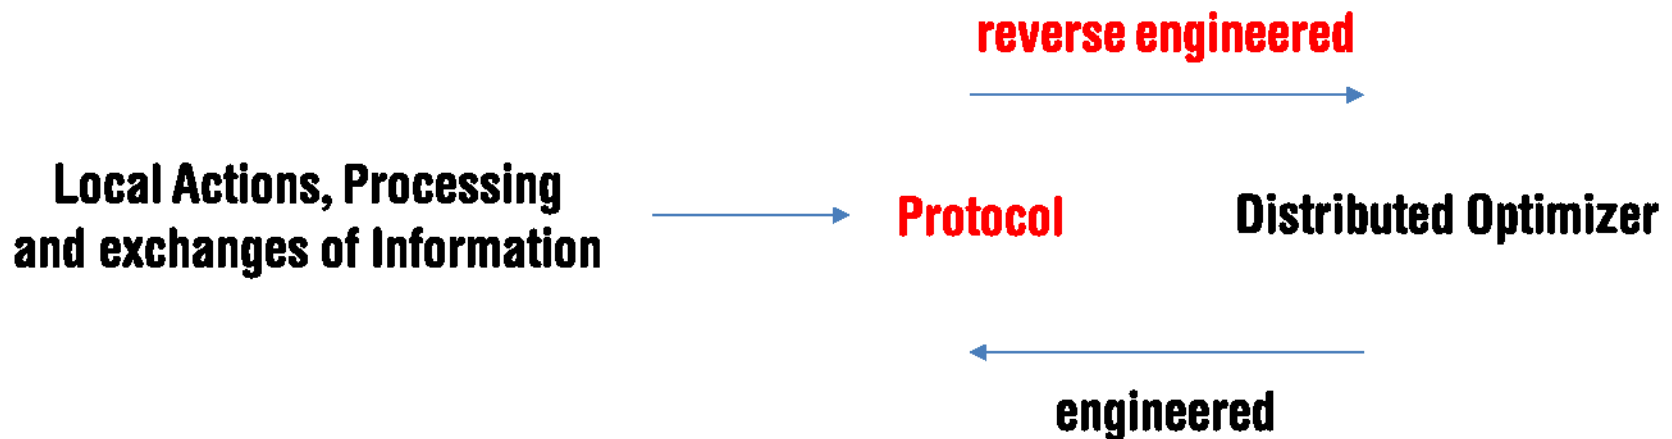 reverse engineered
Local Actions, Processing
and exchanges of Information
Protocol
Distributed Optimizer
engineered